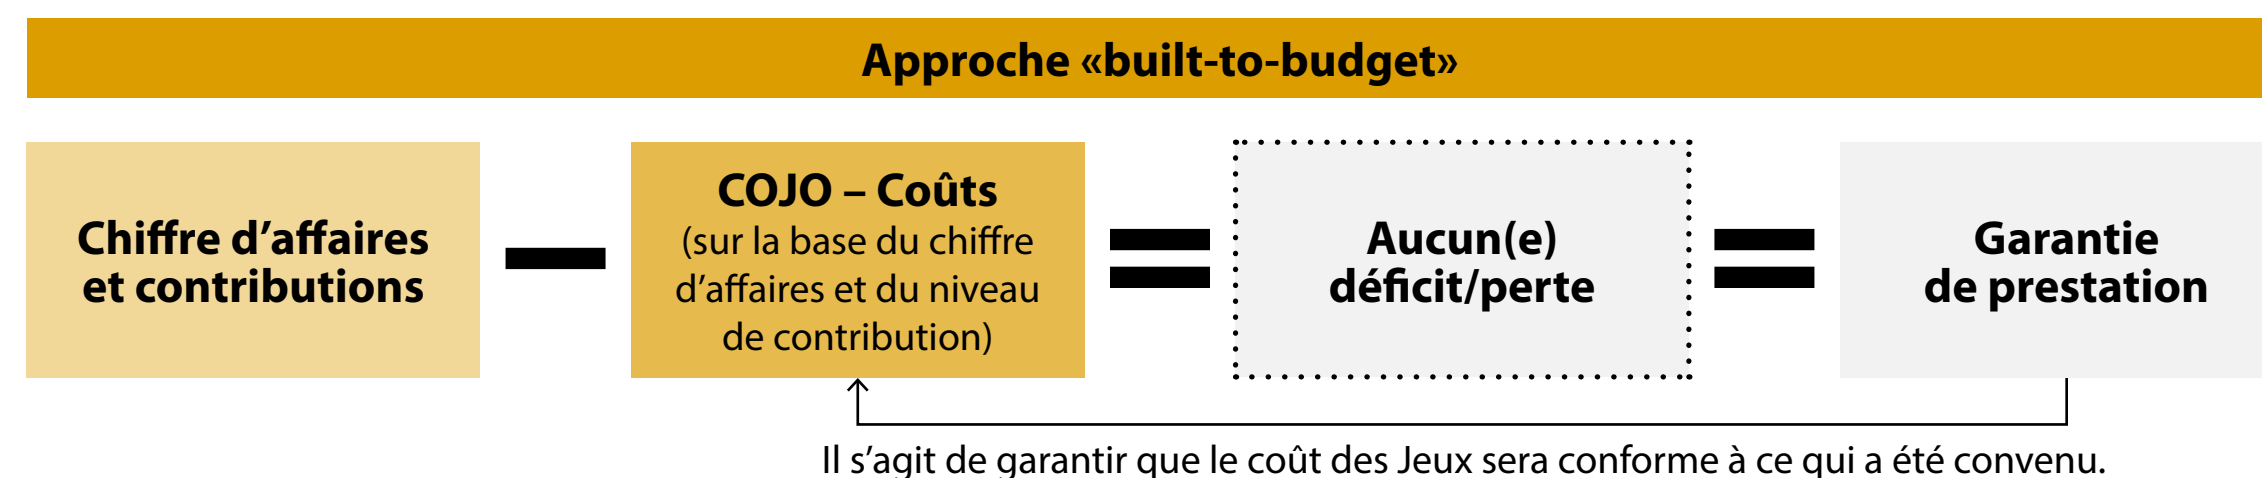 Approche «built-to-budget»
Chiffre d’affaires
et contributions
COJO – Coûts
(sur la base du chiffre
d’affaires et du niveau
de contribution)
Aucun(e)
déficit/perte
Garantie
de prestation
Il s’agit de garantir que le coût des Jeux sera conforme à ce qui a été convenu.